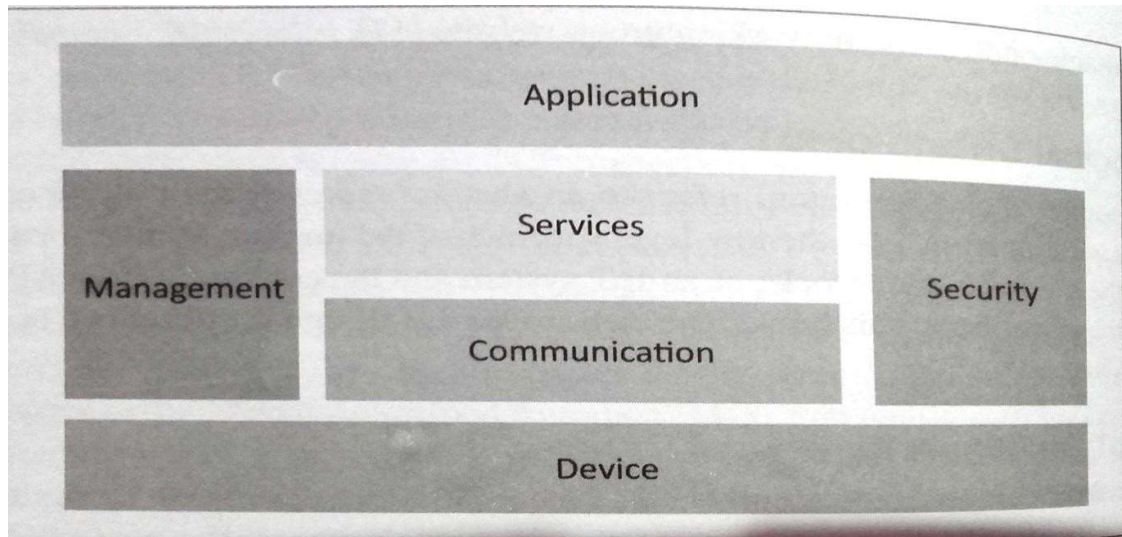 Application
Services
Management
Security
Communication
Device